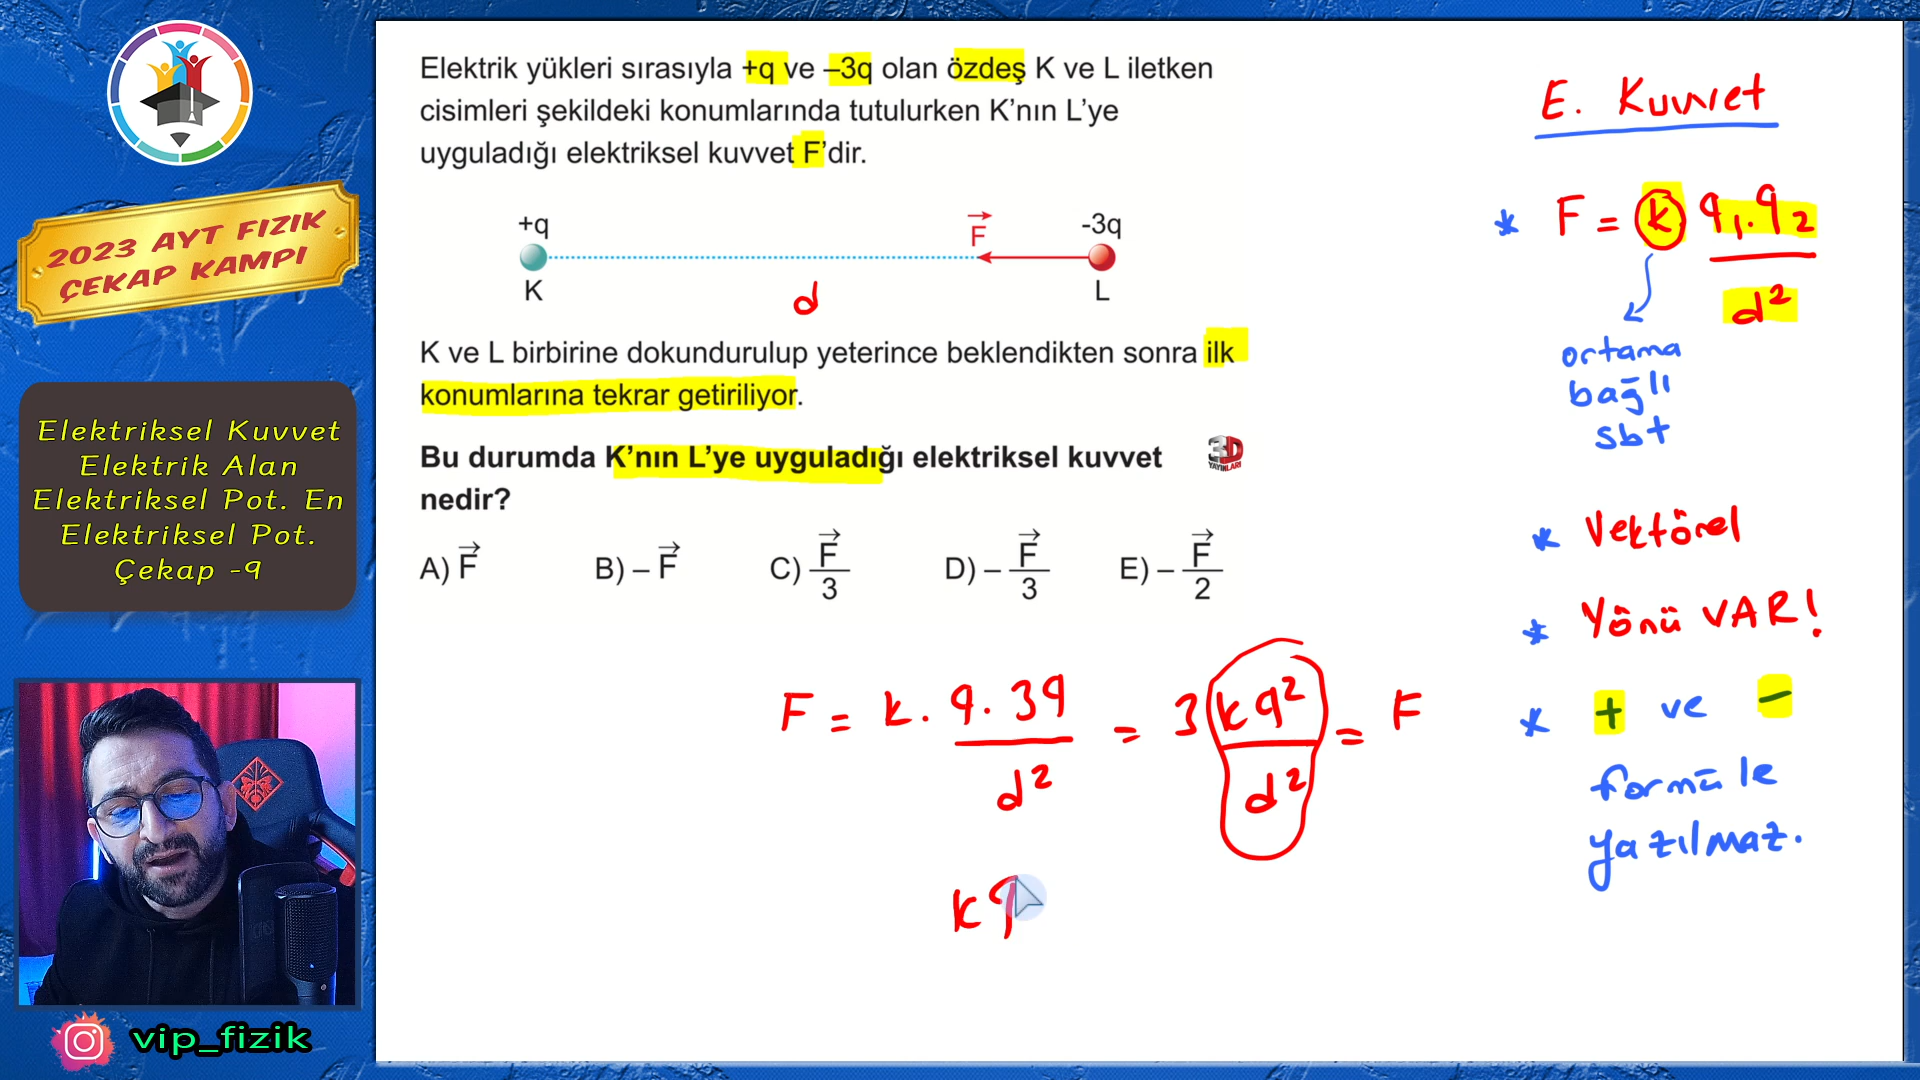 2023 AYT FIZIK
ÇEKAP KAMPI
Elektriksel Kuvvet
Elektrik Alan
Elektriksel Pot. En
Elektriksel Pot.
Çekap -9
vip_fizik
Elektrik yükleri sırasıyla +q ve –3q olan özdeş K ve L iletken
cisimleri şekildeki konumlarında tutulurken K’nın L’ye
uyguladığı elektriksel kuvvet F’dir.
+q F -3q
K d L
K ve L birbirine dokundurulup yeterince beklendikten sonra ilk
konumlarına tekrar getiriliyor.
Bu durumda K’nın L’ye uyguladığı elektriksel kuvvet
nedir?
3D YAYINLARI
A) F B) – F C) F/3 D) – F/3 E) – F/2
F = k. q. 3q / d² = 3 kq² / d² = F
kq
E. Kuvvet
* F = k q₁. q₂ / d²
ortama
bağlı
sbt
* Vektörel
* Yönü VAR!
* + ve –
formüle
yazılmaz.